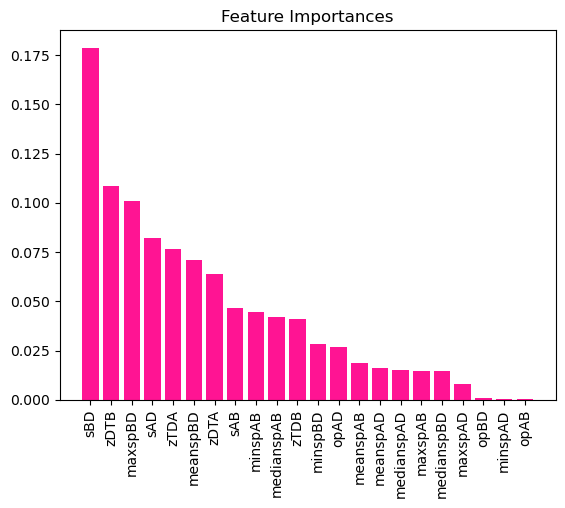 Feature Importances
0.175
0.150
0.125
0.100
0.075
0.050
0.025
0.000
sBD
zDTB
maxspBD
sAD
zTDA
meanspBD
zDTA
sAB
minspAB
medianspAB
zTDB
minspBD
opAD
meanspAB
meanspAD
medianspAD
maxspAB
medianspBD
maxspAD
opBD
minspAD
opAB